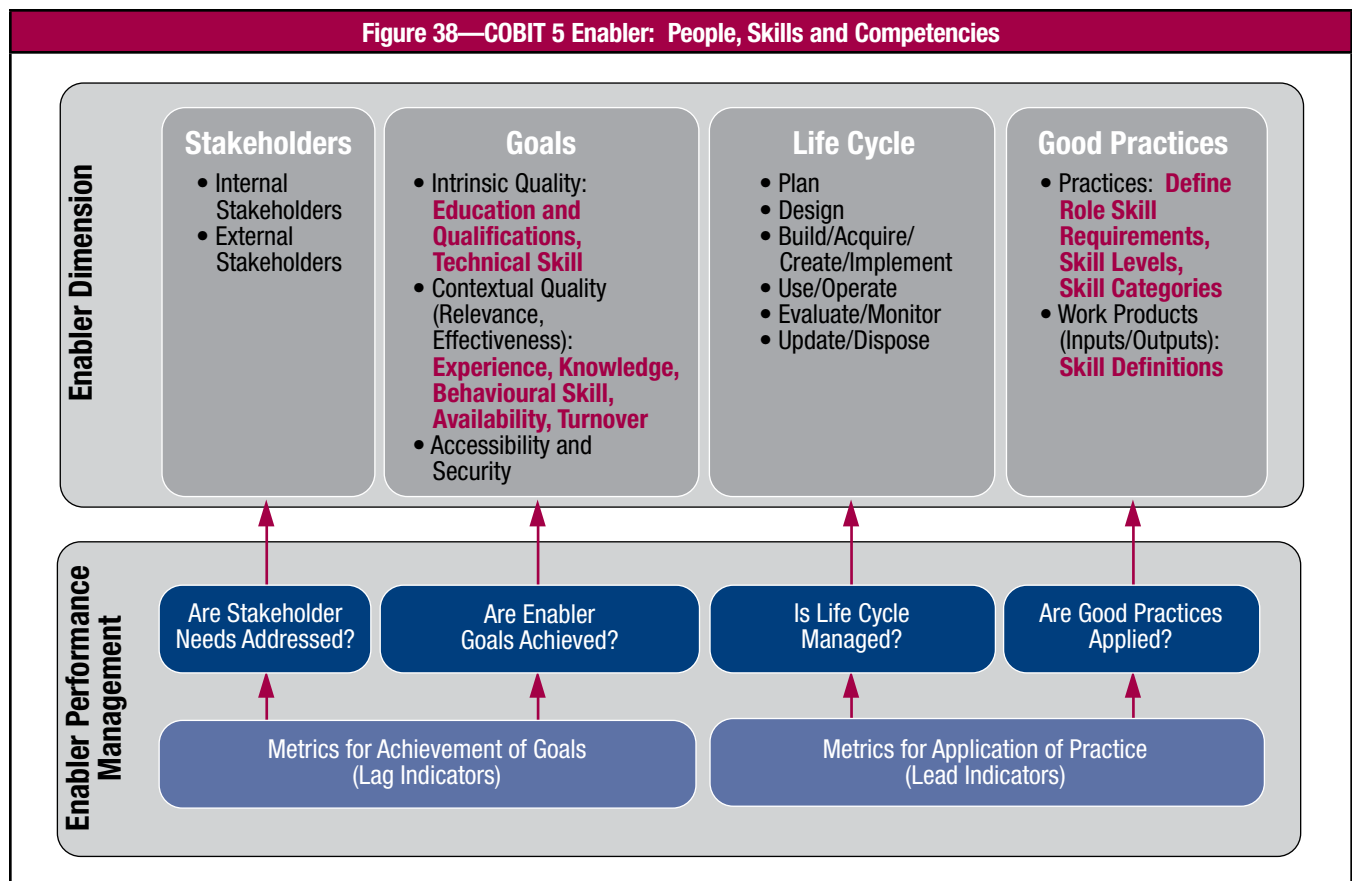 Figure 38—COBIT 5 Enabler: People, Skills and Competencies
Enabler Dimension
Stakeholders
• Internal
Stakeholders
• External
Stakeholders
Goals
• Intrinsic Quality:
Education and
Qualifications,
Technical Skill
• Contextual Quality
(Relevance,
Effectiveness):
Experience, Knowledge,
Behavioural Skill,
Availability, Turnover
• Accessibility and
Security
Life Cycle
• Plan
• Design
• Build/Acquire/
Create/Implement
• Use/Operate
• Evaluate/Monitor
• Update/Dispose
Good Practices
• Practices: Define
Role Skill
Requirements,
Skill Levels,
Skill Categories
• Work Products
(Inputs/Outputs):
Skill Definitions
Enabler Performance
Management
Are Stakeholder
Needs Addressed?
Are Enabler
Goals Achieved?
Is Life Cycle
Managed?
Are Good Practices
Applied?
Metrics for Achievement of Goals
(Lag Indicators)
Metrics for Application of Practice
(Lead Indicators)